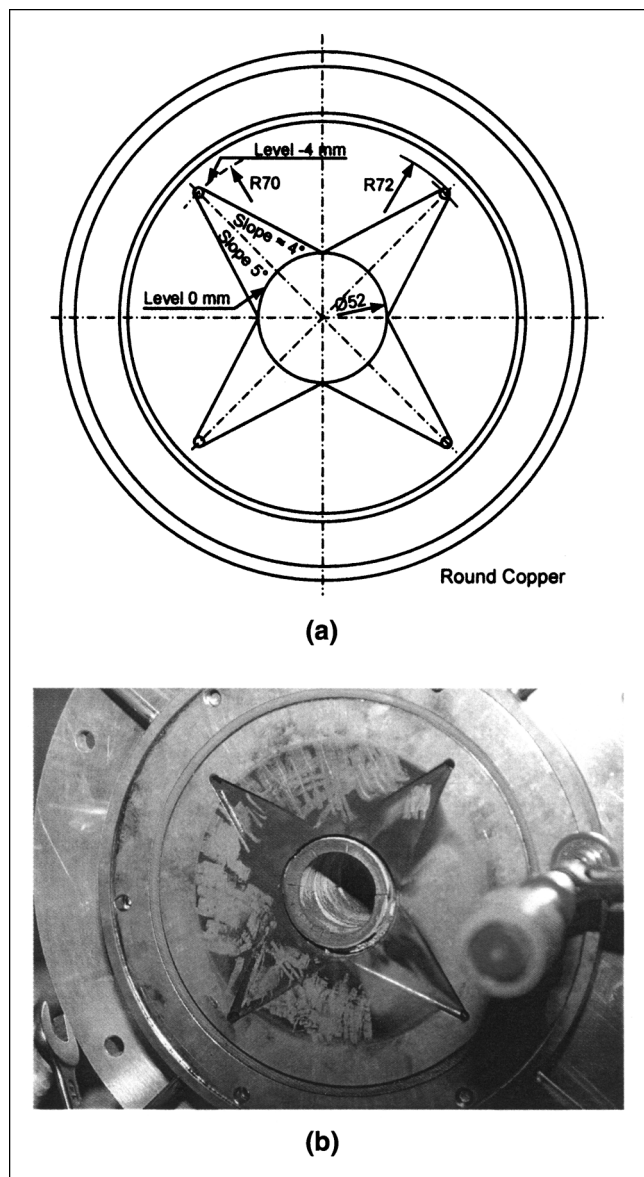 Level -4 mm
R70
R72
Slope = 4°
Slope 5°
Level 0 mm
Ø52
Round Copper
(a)
(b)